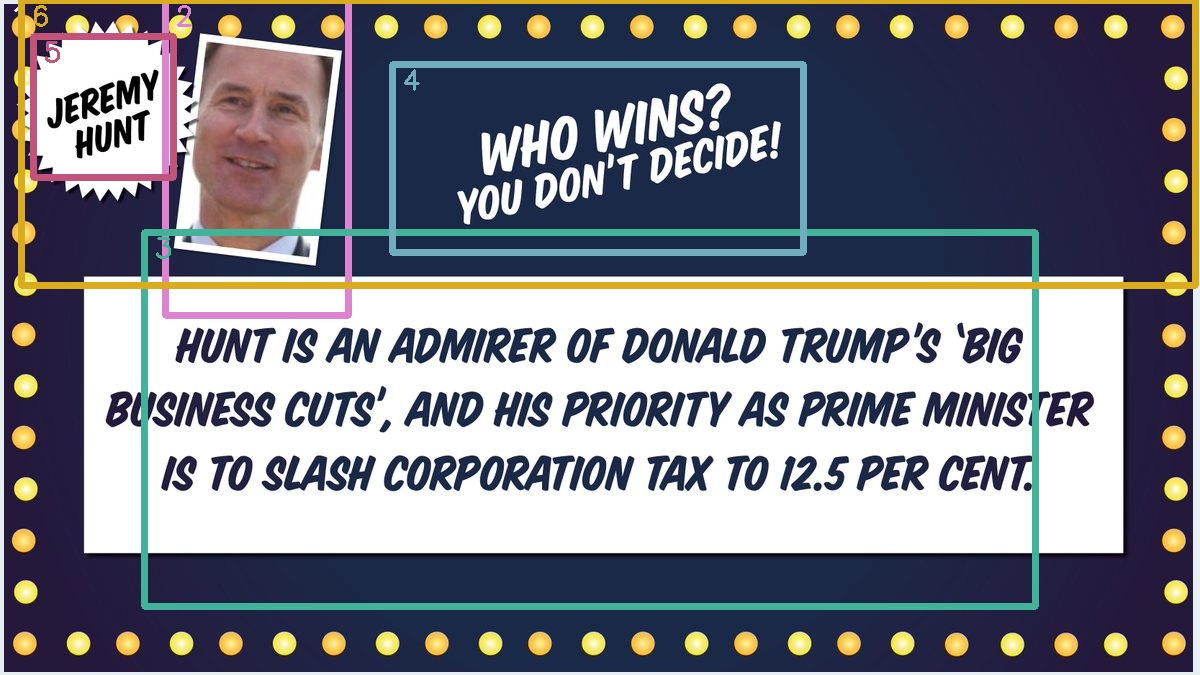 JEREMY
HUNT
WHO WINS?
YOU DON'T DECIDE!
HUNT IS AN ADMIRER OF DONALD TRUMP'S 'BIG
BUSINESS CUTS', AND HIS PRIORITY AS PRIME MINISTER
IS TO SLASH CORPORATION TAX TO 12.5 PER CENT.